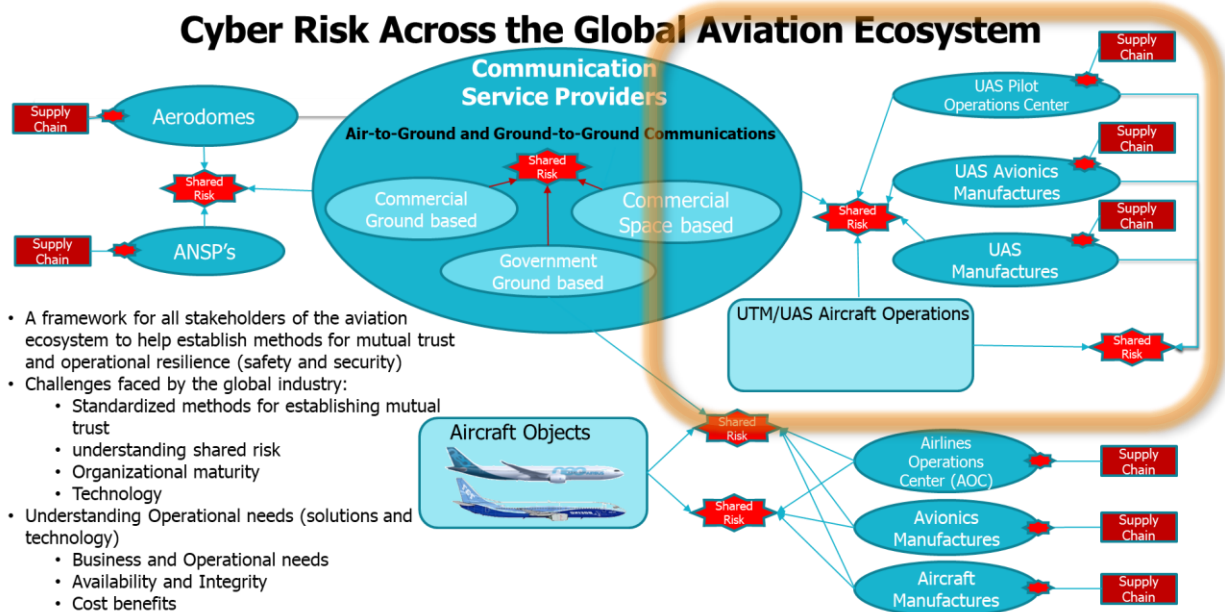 Cyber Risk Across the Global Aviation Ecosystem
Communication
Service Providers
Air-to-Ground and Ground-to-Ground Communications
Shared
Risk
Commercial
Ground based
Commercial
Space based
Government
Ground based
Supply
Chain
Aerodomes
Shared
Risk
Supply
Chain
ANSP's
Supply
Chain
UAS Pilot
Operations Center
Supply
Chain
UAS Avionics
Manufactures
Shared
Risk
Supply
Chain
UAS
Manufactures
UTM/UAS Aircraft Operations
Shared
Risk
• A framework for all stakeholders of the aviation
ecosystem to help establish methods for mutual trust
and operational resilience (safety and security)
• Challenges faced by the global industry:
• Standardized methods for establishing mutual
trust
• understanding shared risk
• Organizational maturity
• Technology
• Understanding Operational needs (solutions and
technology)
• Business and Operational needs
• Availability and Integrity
• Cost benefits
Aircraft Objects
Shared
Risk
Shared
Risk
Airlines
Operations
Center (AOC)
Supply
Chain
Avionics
Manufactures
Supply
Chain
Aircraft
Manufactures
Supply
Chain